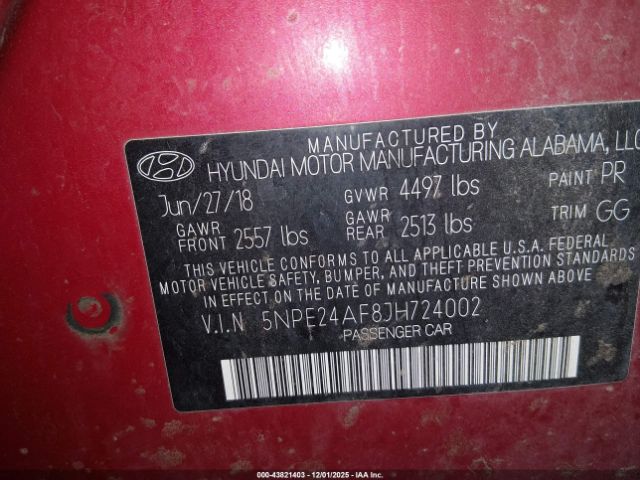 MANUFACTURED BY
HYUNDAI MOTOR MANUFACTURING ALABAMA, LLC
Jun/27/18 GVWR 4497 lbs PAINT PR
GAWR FRONT 2557 lbs GAWR REAR 2513 lbs TRIM GG
THIS VEHICLE CONFORMS TO ALL APPLICABLE U.S.A. FEDERAL
MOTOR VEHICLE SAFETY, BUMPER, AND THEFT PREVENTION STANDARDS
IN EFFECT ON THE DATE OF MANUFACTURE SHOWN ABOVE
V.I.N 5NPE24AF8JH724002
PASSENGER CAR
000-43821403 - 12/01/2025 - IAA Inc.